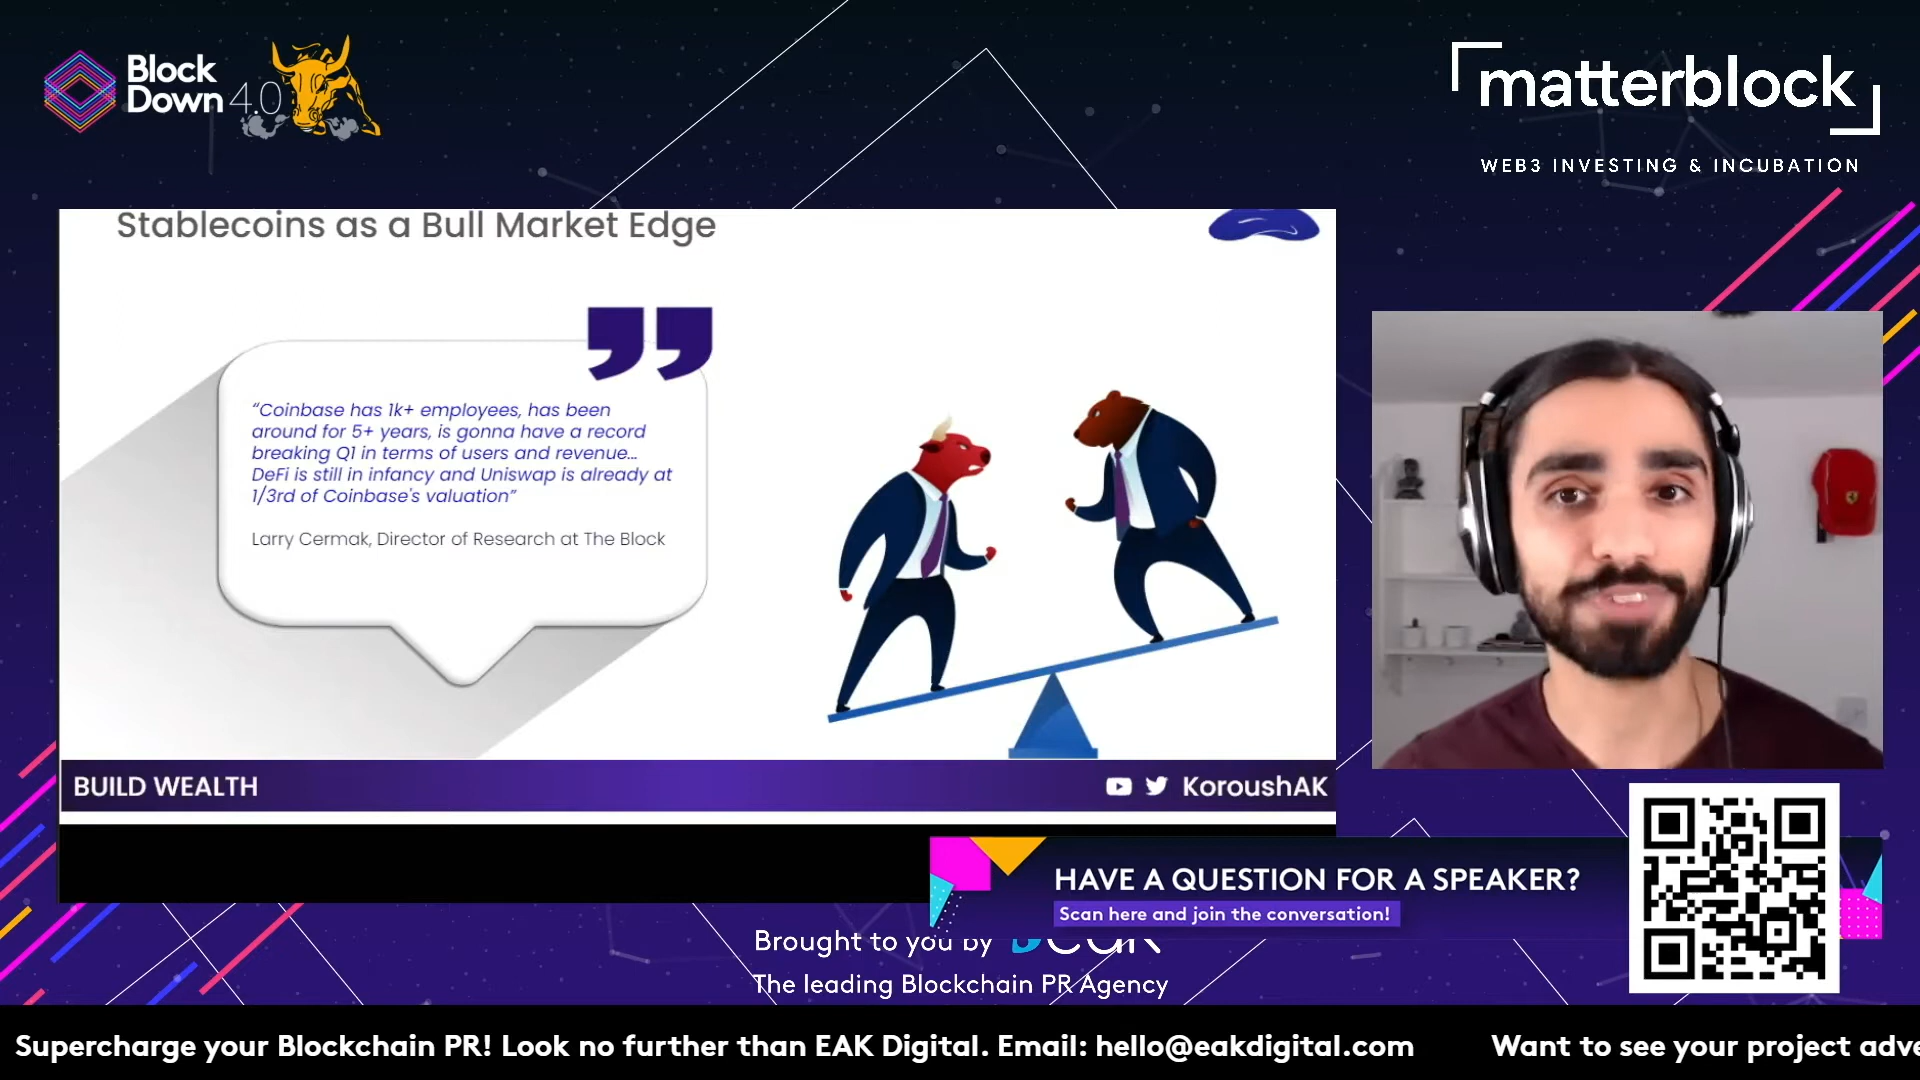 Block
Down 4.0
matterblock
WEB3 INVESTING & INCUBATION
Stablecoins as a Bull Market Edge
“Coinbase has 1k+ employees, has been
around for 5+ years, is gonna have a record
breaking Q1 in terms of users and revenue...
DeFi is still in infancy and Uniswap is already at
1/3rd of Coinbase's valuation”
Larry Cermak, Director of Research at The Block
BUILD WEALTH
KoroushAK
HAVE A QUESTION FOR A SPEAKER?
Scan here and join the conversation!
Brought to you by
The leading Blockchain PR Agency
Supercharge your Blockchain PR! Look no further than EAK Digital. Email: hello@eakdigital.com
Want to see your project adve